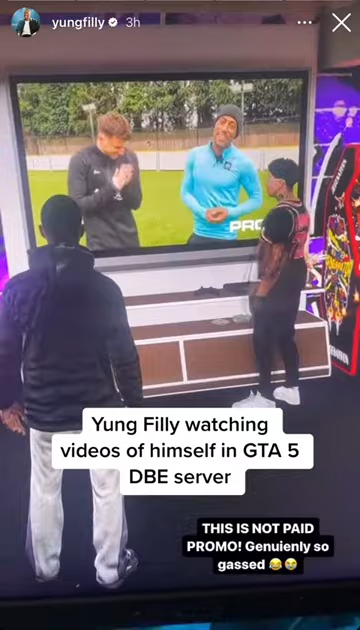 yungfilly 3h
PRO
Yung Filly watching
videos of himself in GTA 5
DBE server
THIS IS NOT PAID
PROMO! Genuienly so
gassed 😂😭